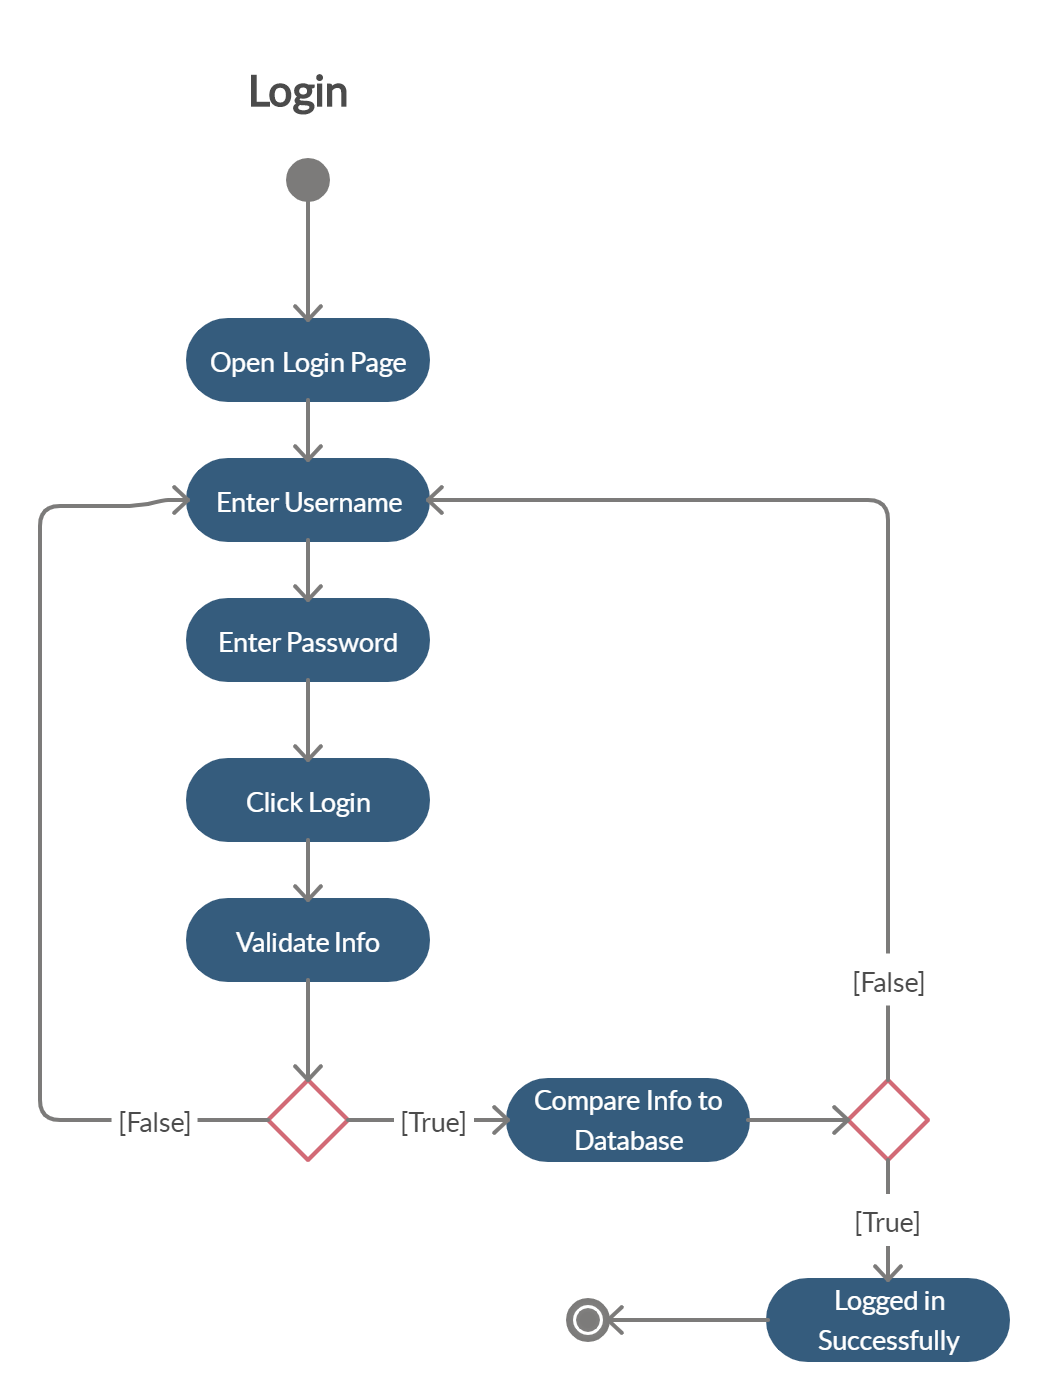 Login
Open Login Page
Enter Username
Enter Password
Click Login
Validate Info
[False]
[False]
[True]
Compare Info to
Database
[True]
Logged in
Successfully